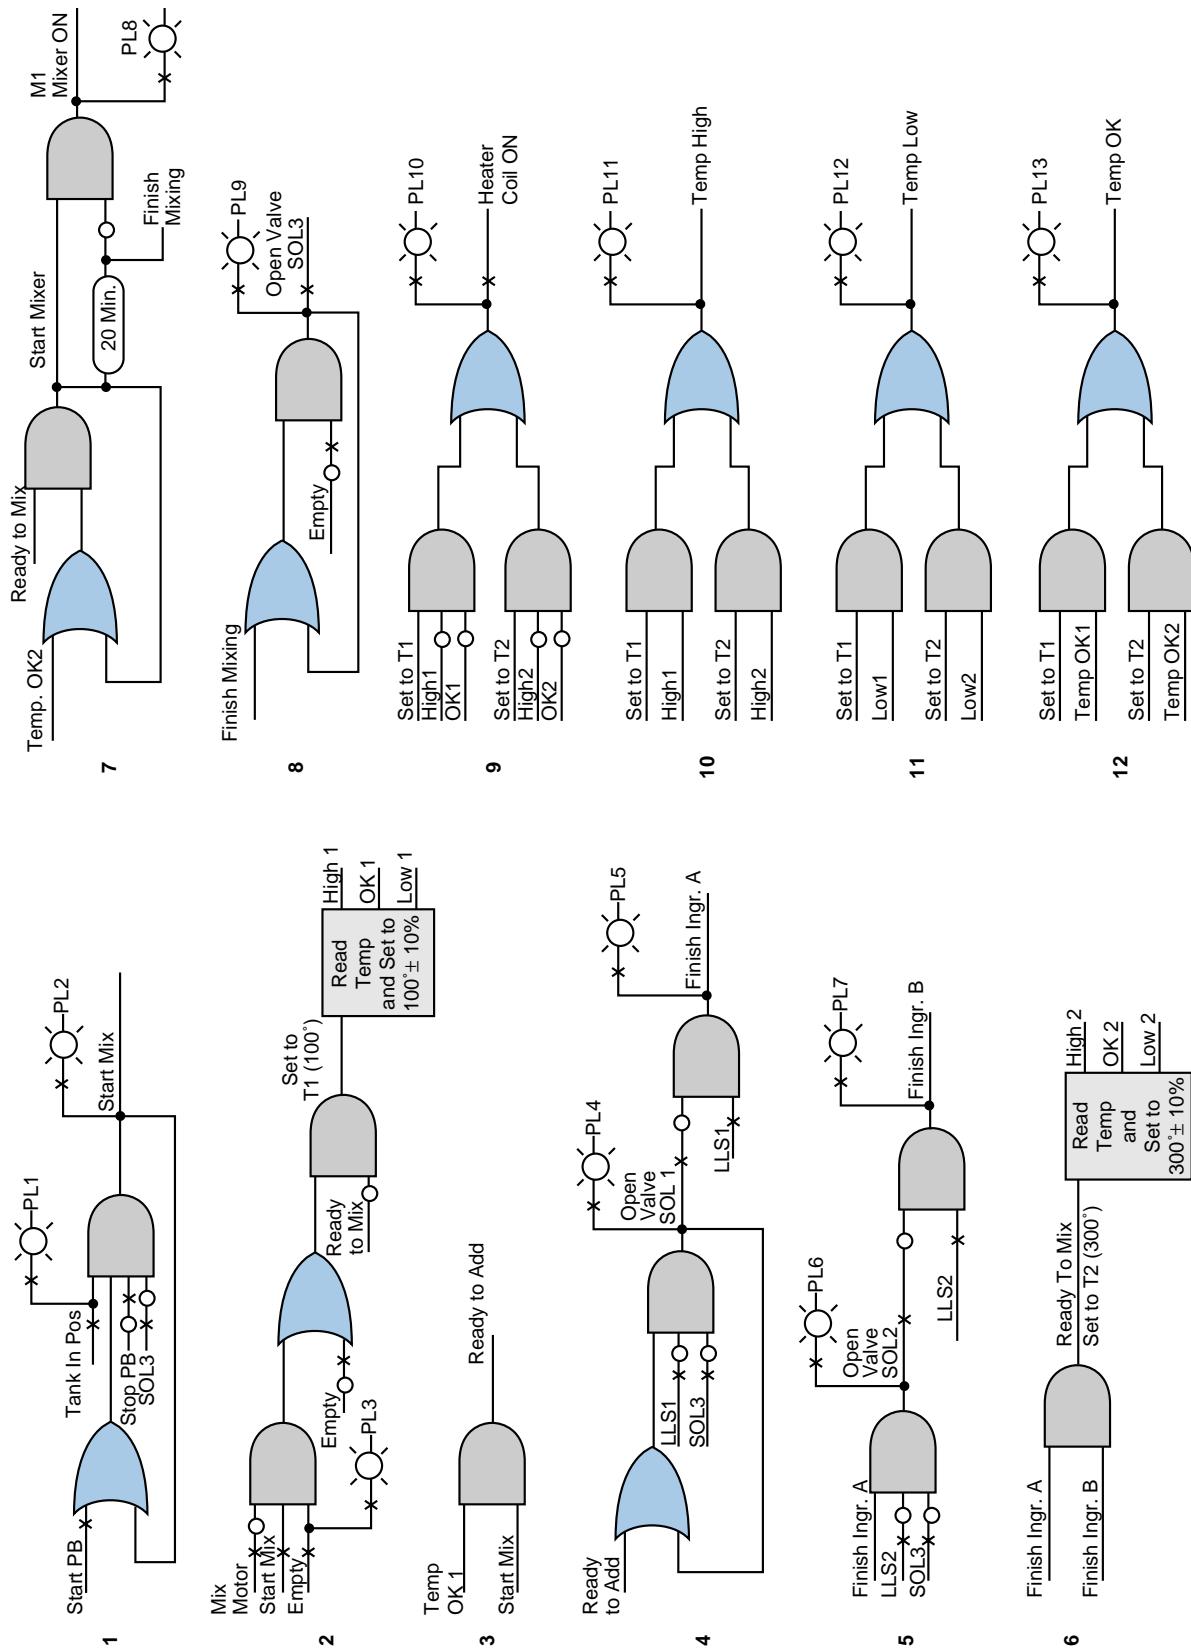 1
Start PB
Tank In Pos
Stop PB
SOL3
PL1
PL2
Start Mix
2
Mix
Motor
Start Mix
Empty
PL3
Empty
Ready
to Mix
Set to
T1 (100°)
Read
Temp
and Set to
100°± 10%
High 1
OK 1
Low 1
3
Temp
OK 1
Start Mix
Ready to Add
4
Ready
to Add
LLS1
SOL3
Open
Valve
SOL 1
PL4
LLS1
PL5
Finish Ingr. A
5
Finish Ingr. A
LLS2
SOL3
Open
Valve
SOL2
PL6
LLS2
PL7
Finish Ingr. B
6
Finish Ingr. A
Finish Ingr. B
Ready To Mix
Set to T2 (300°)
Read
Temp
and
Set to
300°± 10%
High 2
OK 2
Low 2
7
Temp. OK2
Ready to Mix
Start Mixer
20 Min.
Finish
Mixing
M1
Mixer ON
PL8
8
Finish Mixing
Empty
Open Valve
SOL3
PL9
9
Set to T1
High1
OK1
Set to T2
High2
OK2
PL10
Heater
Coil ON
10
Set to T1
High1
Set to T2
High2
PL11
Temp High
11
Set to T1
Low1
Set to T2
Low2
PL12
Temp Low
12
Set to T1
Temp OK1
Set to T2
Temp OK2
PL13
Temp OK